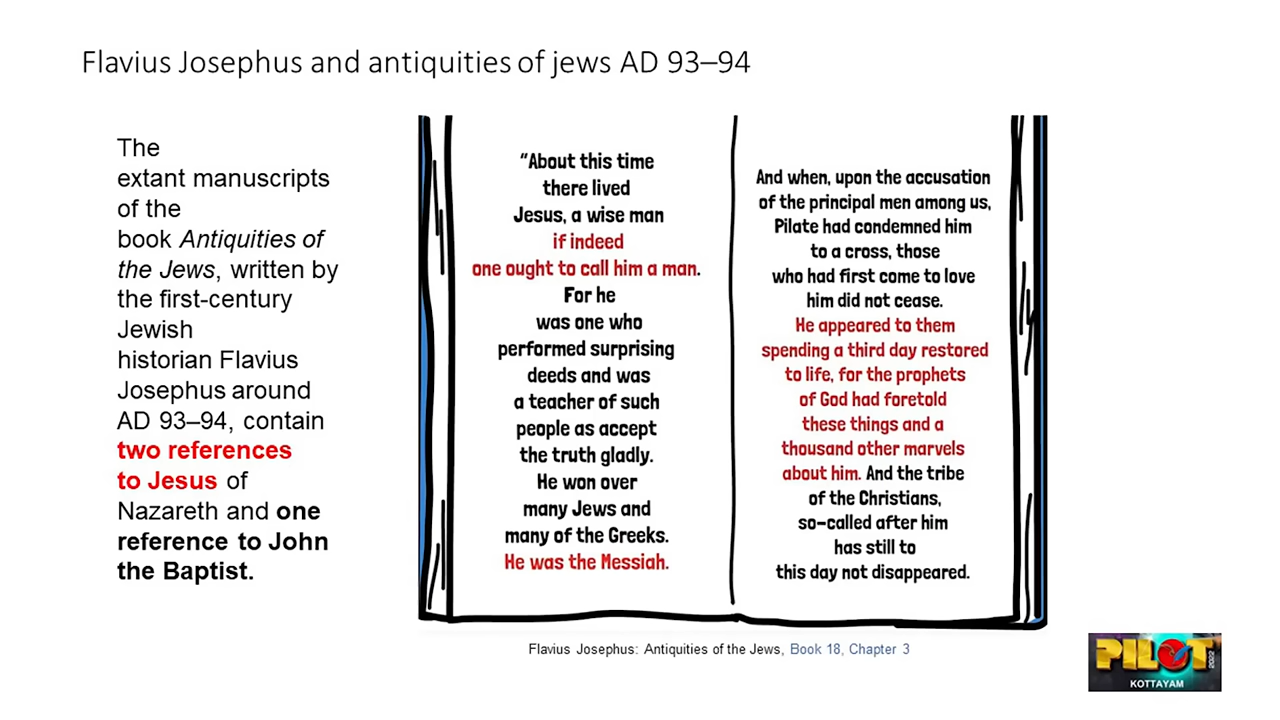 Flavius Josephus and antiquities of jews AD 93–94
The
extant manuscripts
of the
book Antiquities of
the Jews, written by
the first-century
Jewish
historian Flavius
Josephus around
AD 93–94, contain
two references
to Jesus of
Nazareth and one
reference to John
the Baptist.
“About this time
there lived
Jesus, a wise man
if indeed
one ought to call him a man.
For he
was one who
performed surprising
deeds and was
a teacher of such
people as accept
the truth gladly.
He won over
many Jews and
many of the Greeks.
He was the Messiah.
And when, upon the accusation
of the principal men among us,
Pilate had condemned him
to a cross, those
who had first come to love
him did not cease.
He appeared to them
spending a third day restored
to life, for the prophets
of God had foretold
these things and a
thousand other marvels
about him. And the tribe
of the Christians,
so-called after him
has still to
this day not disappeared.
Flavius Josephus: Antiquities of the Jews, Book 18, Chapter 3
PILOT 2022
KOTTAYAM